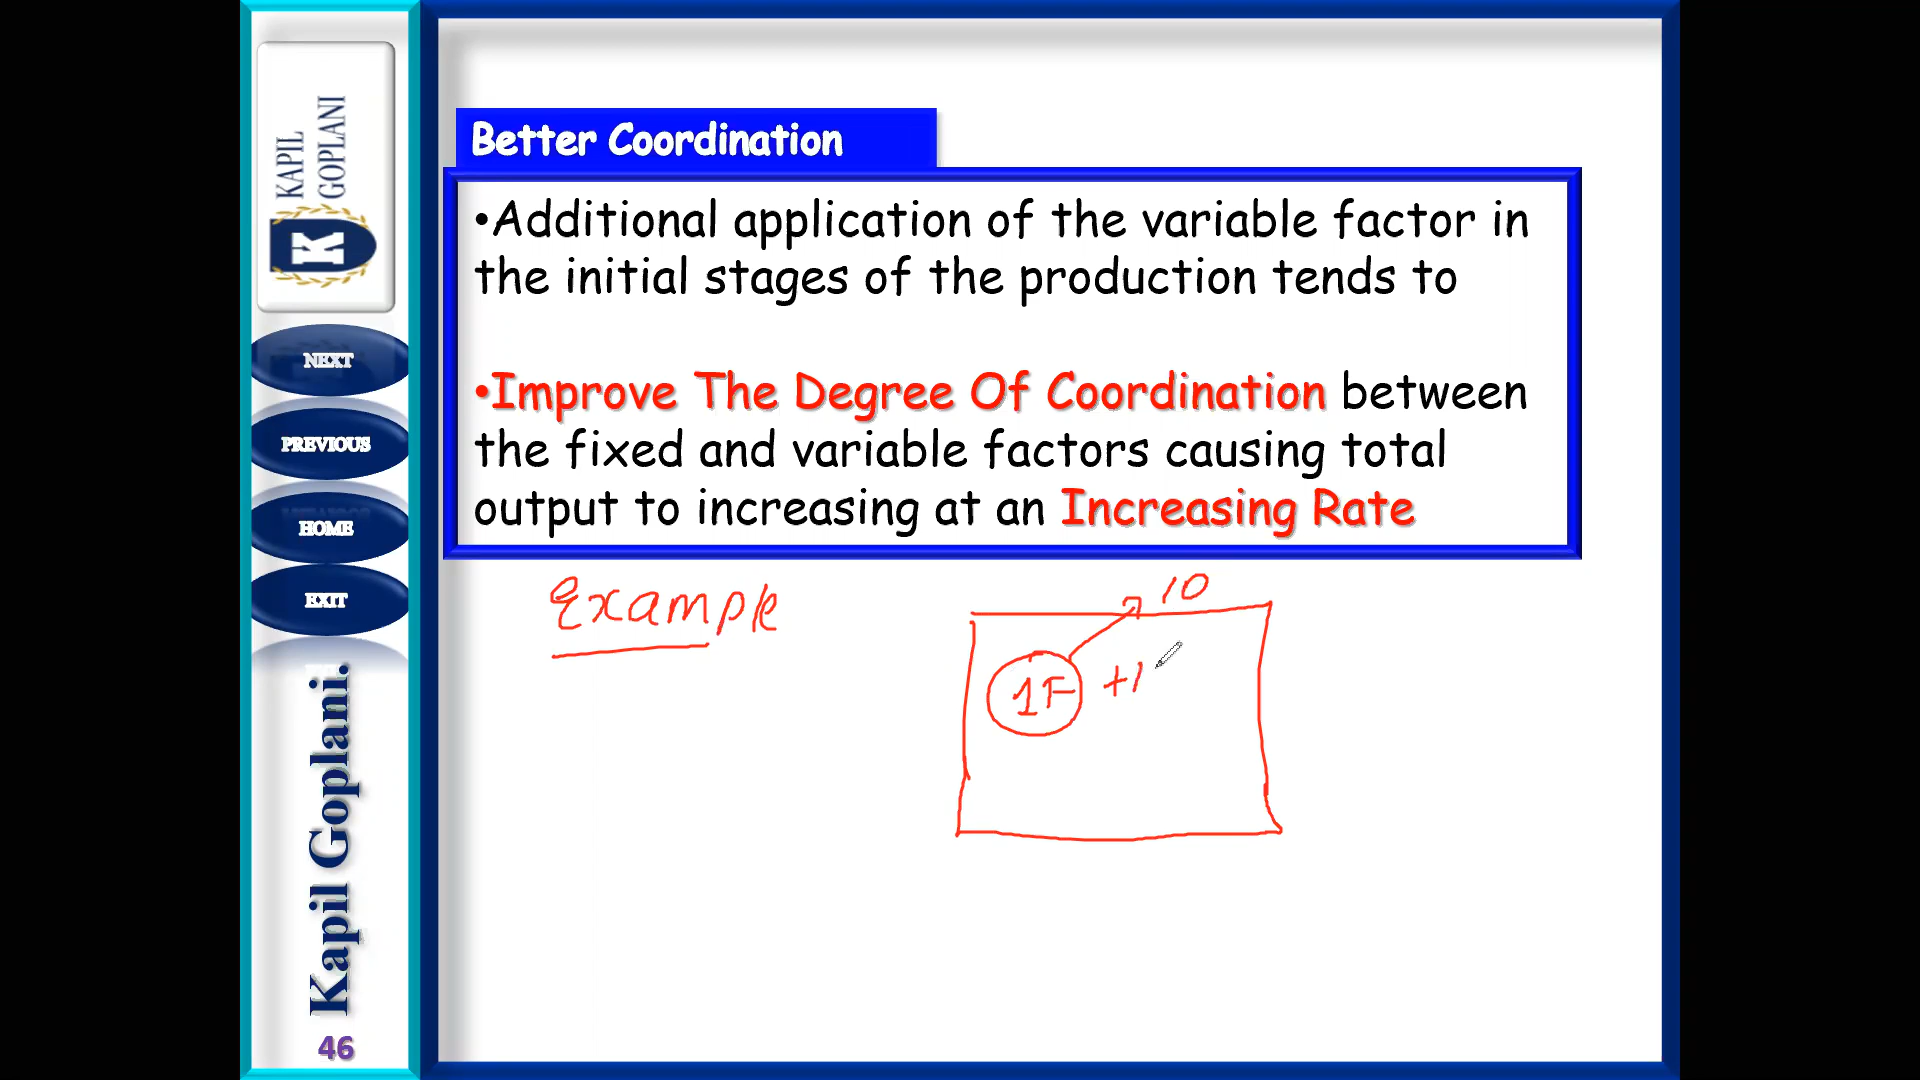 KAPIL
GOPLANI
K
NEXT
PREVIOUS
HOME
EXIT
Kapil Goplani.
46
Better Coordination
•Additional application of the variable factor in
the initial stages of the production tends to
•Improve The Degree Of Coordination between
the fixed and variable factors causing total
output to increasing at an Increasing Rate
Example
10
1F +1